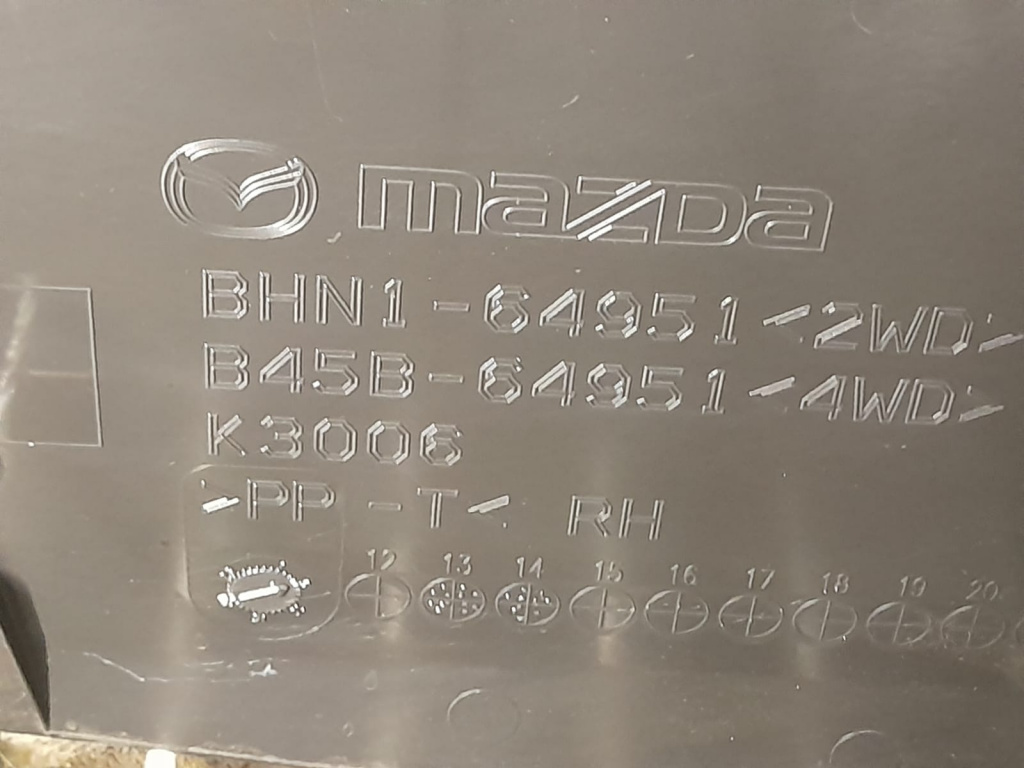 mazda
BHN1-64951<2WD>
B45B-64951<4WD>
K3006
>PP-T< RH
12 13 14 15 16 17 18 19 20